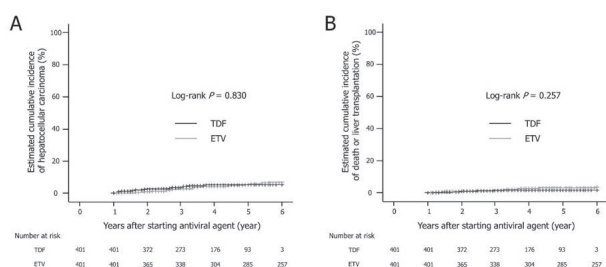 A
Estimated cumulative incidence
of hepatocellular carcinoma (%)
100
80
60
40
20
0
Log-rank P = 0.830
TDF
ETV
0 1 2 3 4 5 6
Years after starting antiviral agent (year)
Number at risk
TDF 401 401 372 273 176 93 3
ETV 401 401 365 338 304 285 257
B
Estimated cumulative incidence
of death or liver transplantation (%)
100
80
60
40
20
0
Log-rank P = 0.257
TDF
ETV
0 1 2 3 4 5 6
Years after starting antiviral agent (year)
Number at risk
TDF 401 401 372 273 176 93 3
ETV 401 401 365 338 304 285 257